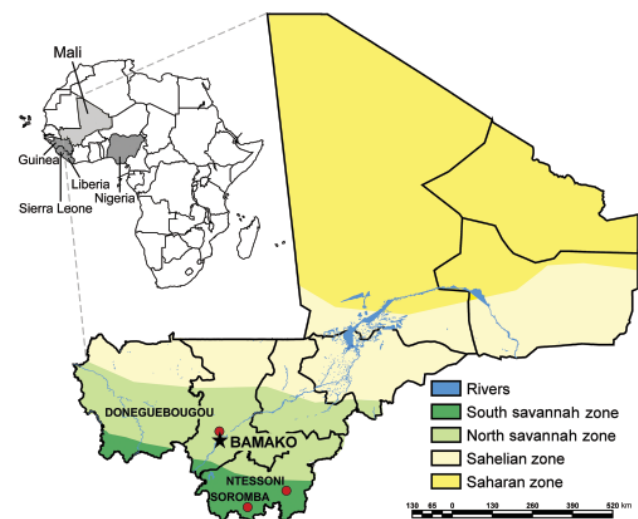 Mali
Guinea
Liberia
Nigeria
Sierra Leone
DONEGUEBOUGOU
BAMAKO
NTESSONI
SOROMBA
Rivers
South savannah zone
North savannah zone
Sahelian zone
Saharan zone
130 65 0 130 260 390 520 km